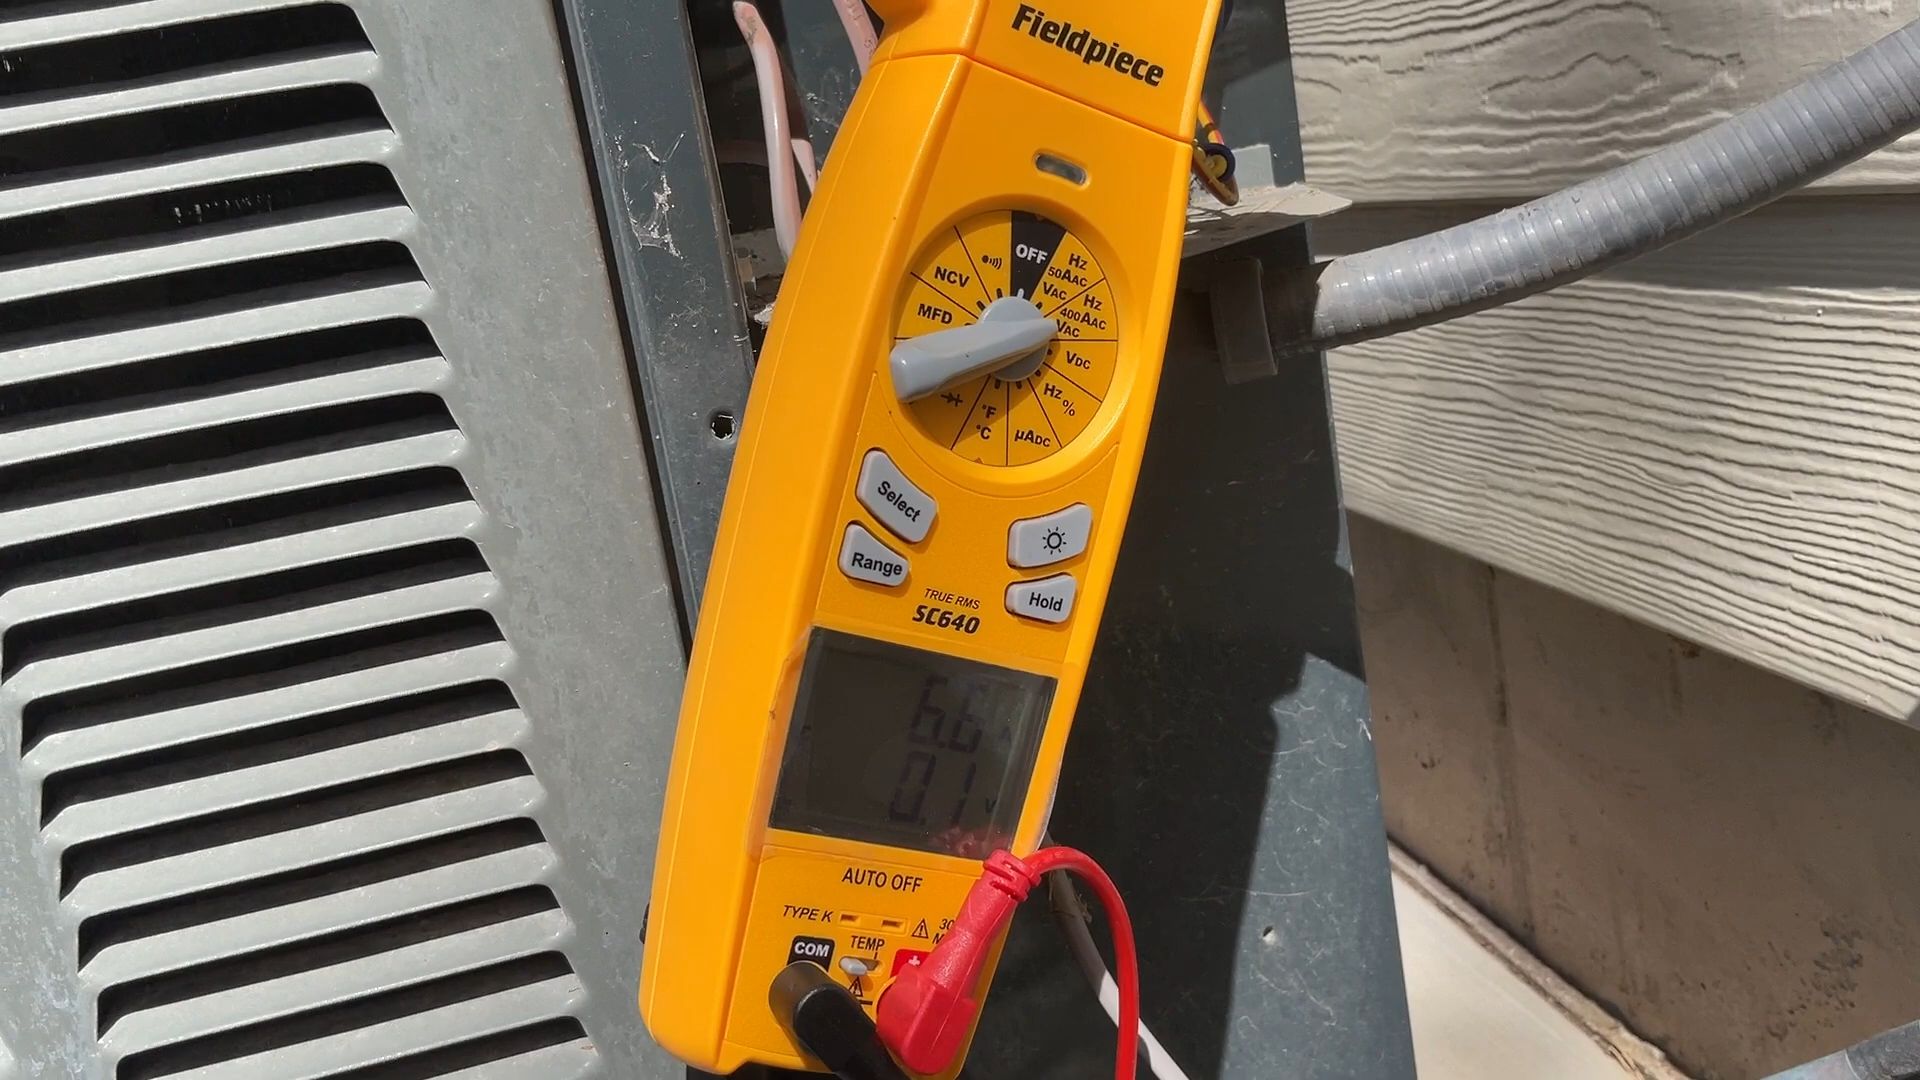 Fieldpiece
OFF
Hz
50AAC
VAC
Hz
400AAC
VAC
VDC
Hz %
µADC
°F
°C
MFD
NCV
Select
Range
Hold
TRUE RMS
SC640
6.6 A
0.1 V
AUTO OFF
TYPE K
TEMP
COM
+